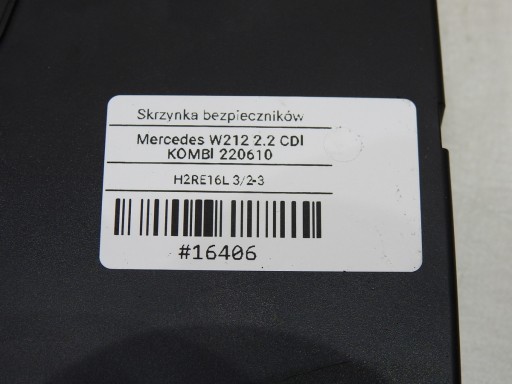 Skrzynka bezpieczników
Mercedes W212 2.2 CDI
KOMBI 220610
H2RE16L 3/2-3
#16406